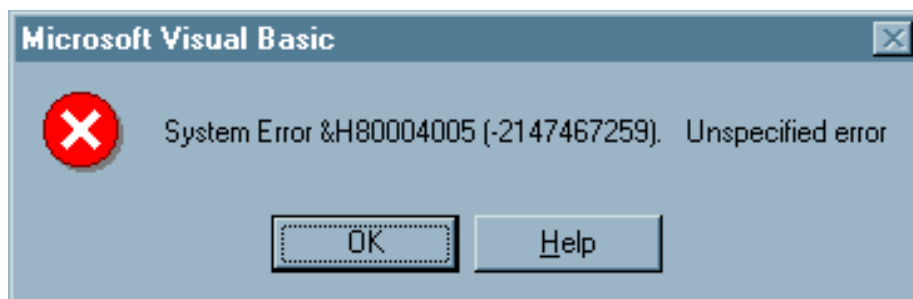 Microsoft Visual Basic
System Error &H80004005 (-2147467259).   Unspecified error
OK
Help